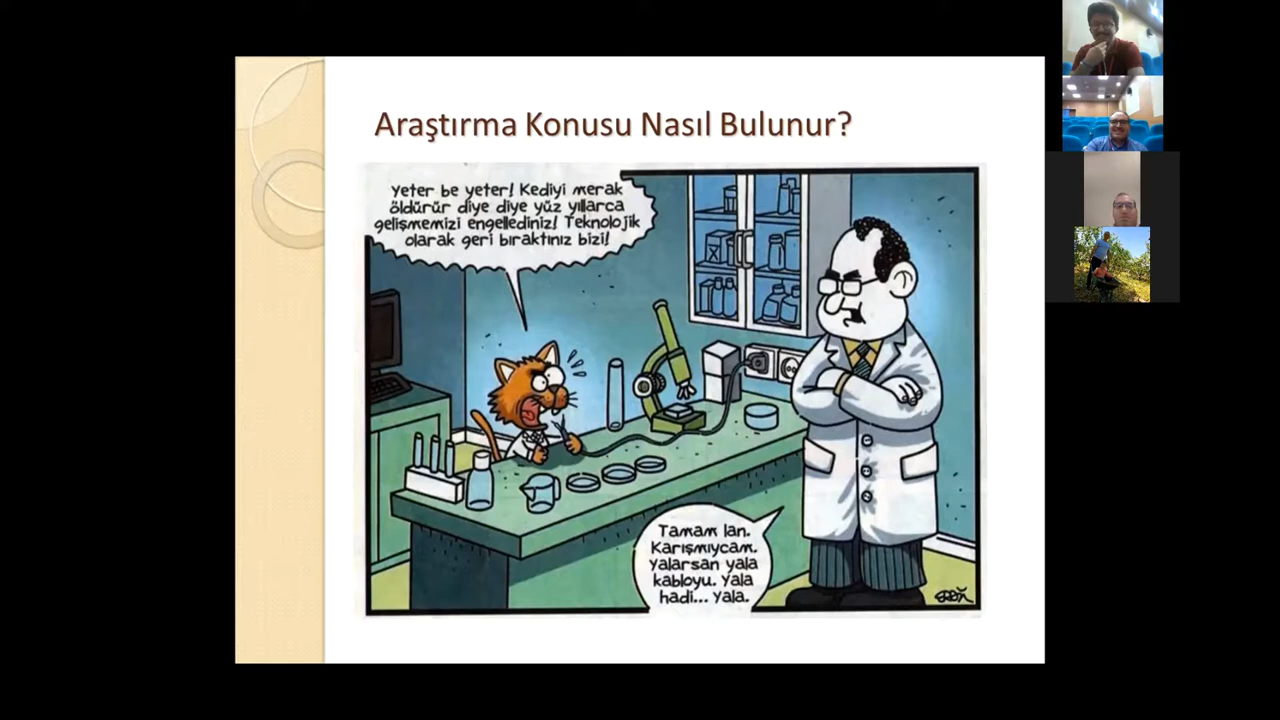 Araştırma Konusu Nasıl Bulunur?
Yeter be yeter! Kediyi merak
öldürür diye diye yüz yıllarca
gelişmemizi engellediniz! Teknolojik
olarak geri bıraktınız bizi!
Tamam lan.
Karışmıycam.
Yalarsan yala
kabloyu. Yala
hadi... Yala.